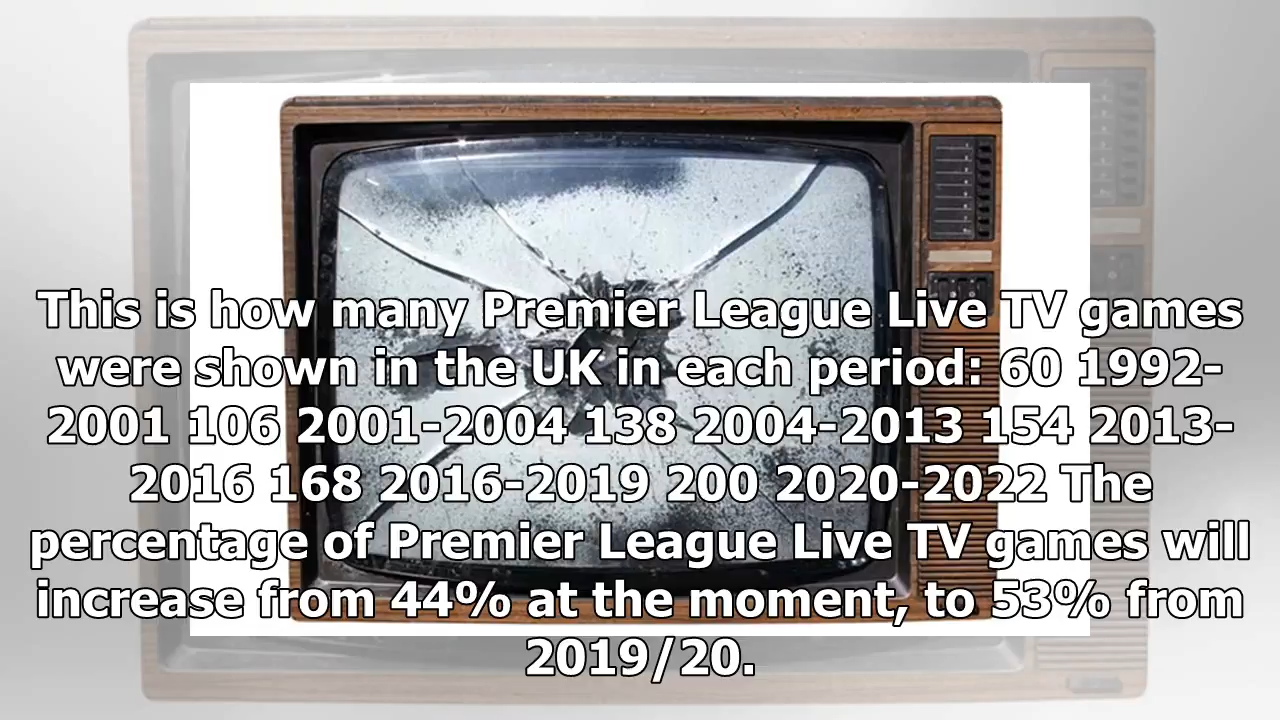 This is how many Premier League Live TV games
were shown in the UK in each period: 60 1992-
2001 106 2001-2004 138 2004-2013 154 2013-
2016 168 2016-2019 200 2020-2022 The
percentage of Premier League Live TV games will
increase from 44% at the moment, to 53% from
2019/20.